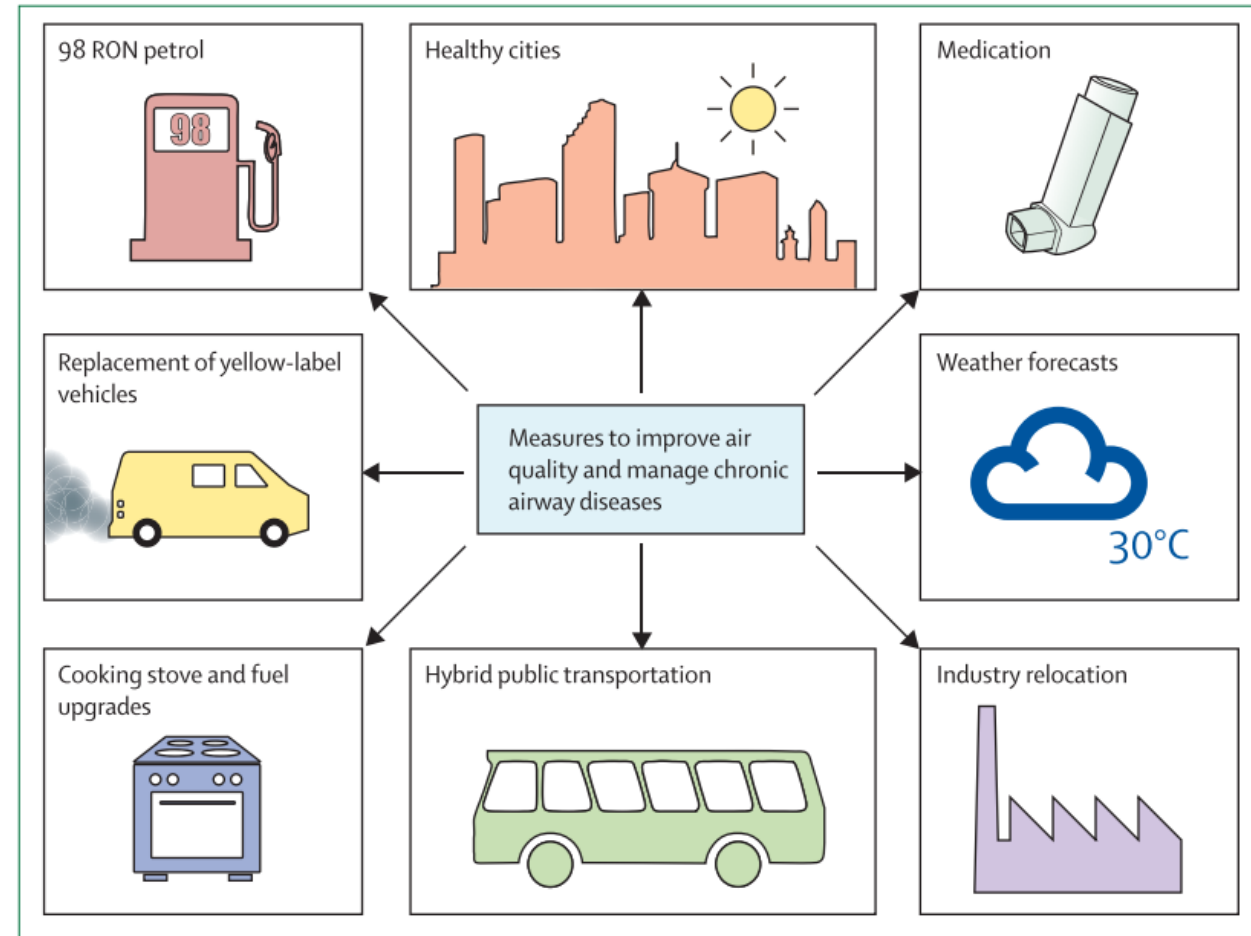 98 RON petrol
98
Healthy cities
Medication
Replacement of yellow-label
vehicles
Measures to improve air
quality and manage chronic
airway diseases
Weather forecasts
30°C
Cooking stove and fuel
upgrades
Hybrid public transportation
Industry relocation